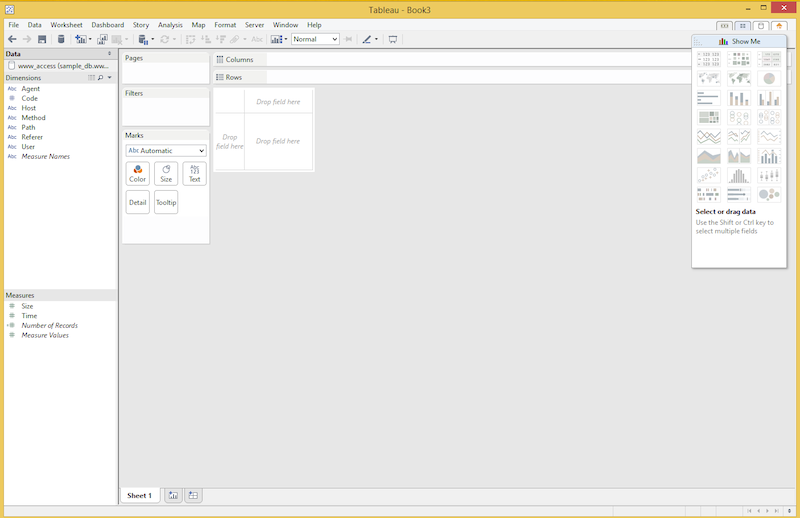 Tableau - Book3
File Data Worksheet Dashboard Story Analysis Map Format Server Window Help
Normal
Show Me
Data
www_access (sample_db.ww...
Dimensions
Abc Agent
Code
Abc Host
Abc Method
Abc Path
Abc Referer
Abc User
Abc Measure Names
Measures
Size
Time
Number of Records
Measure Values
Pages
Filters
Marks
Abc Automatic
Color Size Text
Detail Tooltip
Columns
Rows
Drop field here
Drop field here
Drop field here
Select or drag data
Use the Shift or Ctrl key to
select multiple fields
Sheet 1